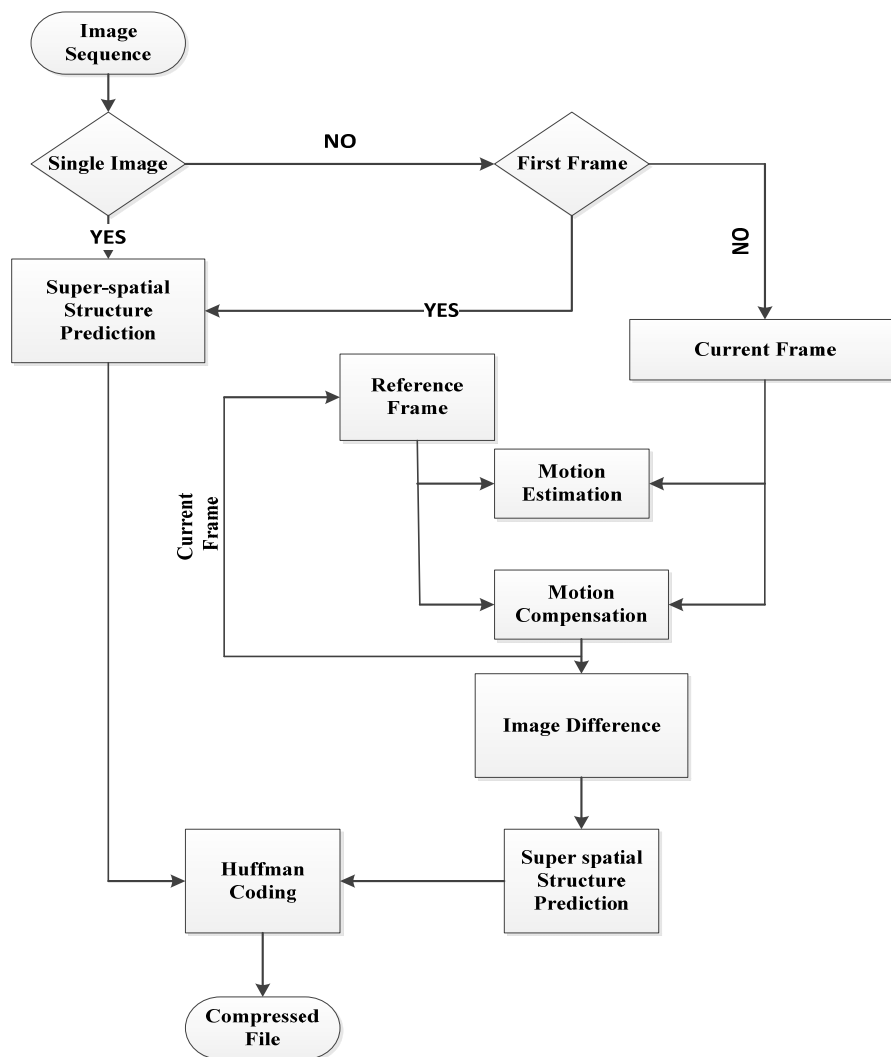 Image
Sequence
Single Image
NO
First Frame
YES
NO
Super-spatial
Structure
Prediction
YES
Current Frame
Reference
Frame
Motion
Estimation
Current
Frame
Motion
Compensation
Image Difference
Huffman
Coding
Super spatial
Structure
Prediction
Compressed
File